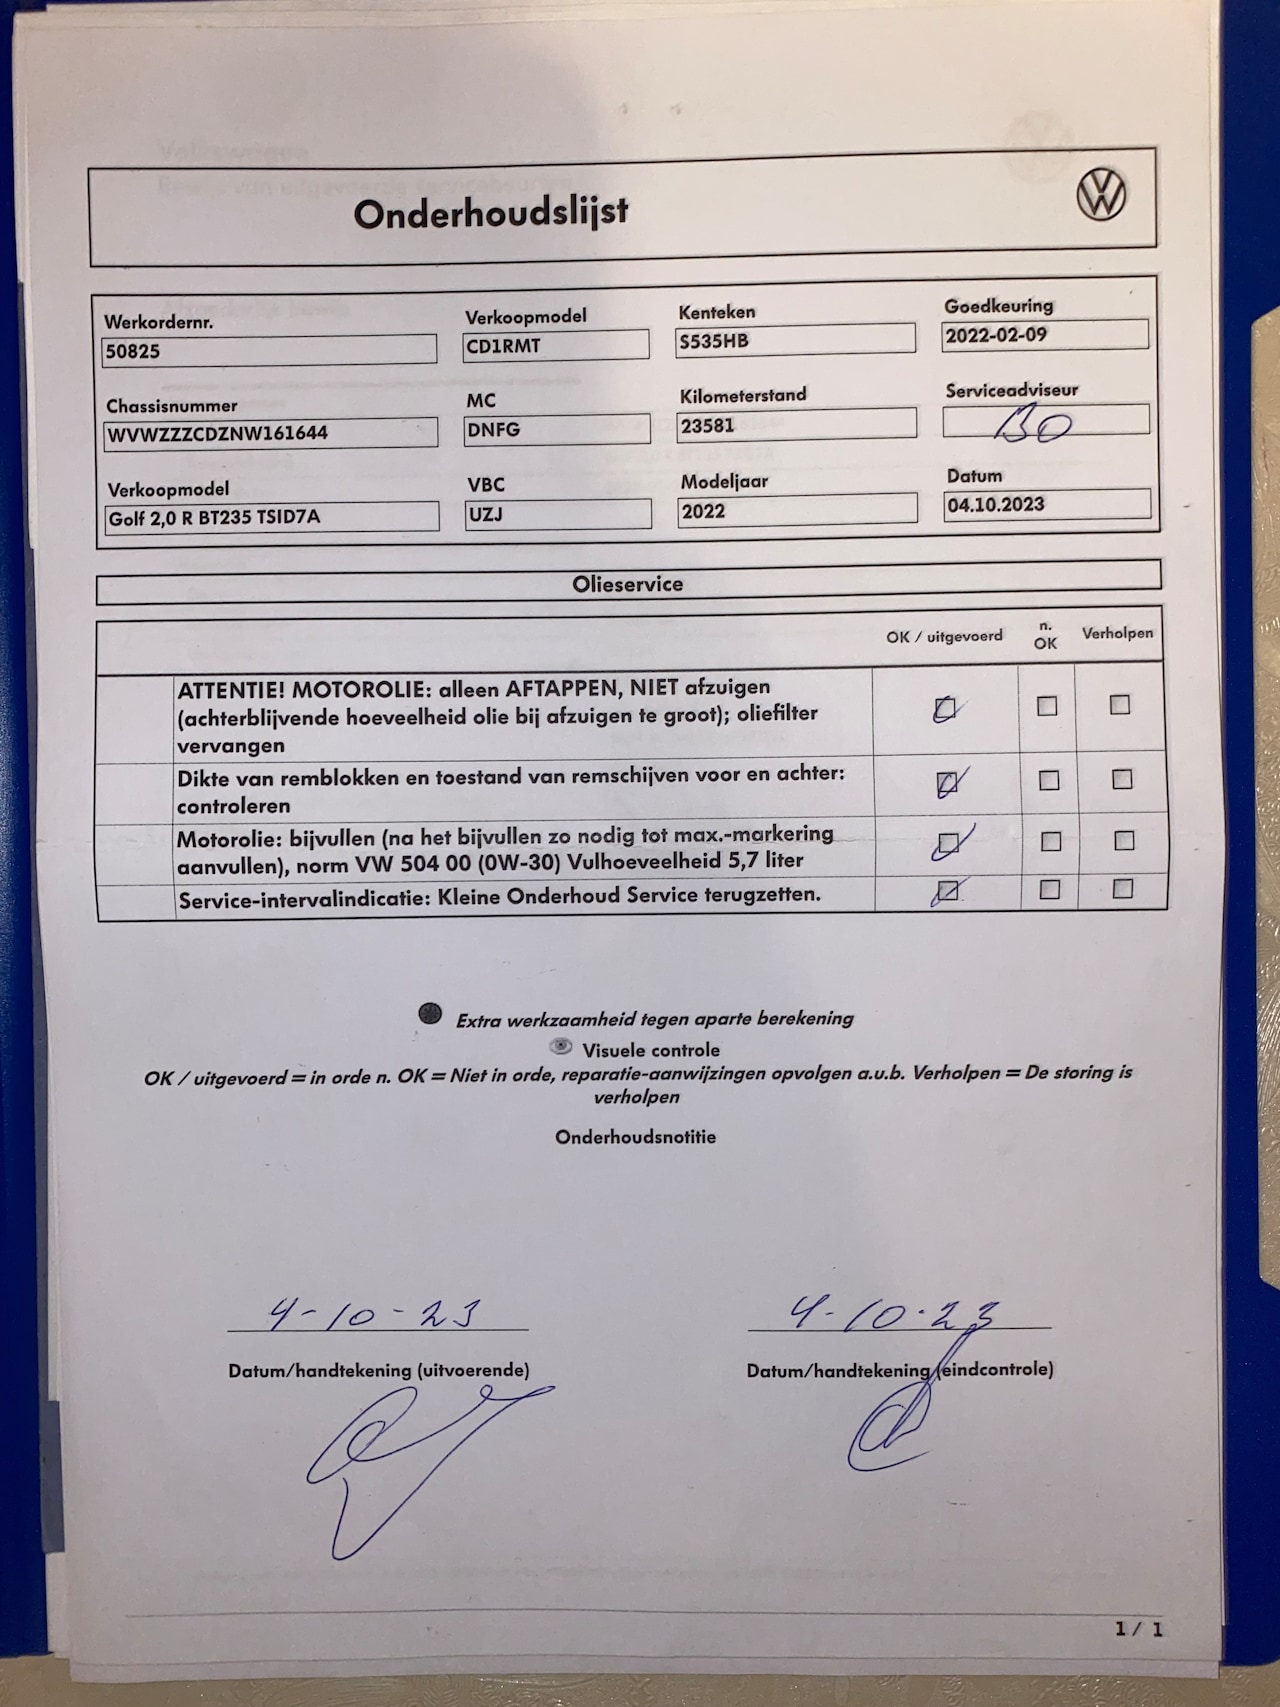 Onderhoudslijst
Werkordernr.
50825
Verkoopmodel
CD1RMT
Kenteken
S535HB
Goedkeuring
2022-02-09
Chassisnummer
WVWZZZCDZNW161644
MC
DNFG
Kilometerstand
23581
Serviceadviseur
BO
Verkoopmodel
Golf 2,0 R BT235 TSID7A
VBC
UZJ
Modeljaar
2022
Datum
04.10.2023
Olieservice
OK / uitgevoerd
n.
OK
Verholpen
ATTENTIE! MOTOROLIE: alleen AFTAPPEN, NIET afzuigen
(achterblijvende hoeveelheid olie bij afzuigen te groot); oliefilter
vervangen
Dikte van remblokken en toestand van remschijven voor en achter:
controleren
Motorolie: bijvullen (na het bijvullen zo nodig tot max.-markering
aanvullen), norm VW 504 00 (0W-30) Vulhoeveelheid 5,7 liter
Service-intervalindicatie: Kleine Onderhoud Service terugzetten.
Extra werkzaamheid tegen aparte berekening
Visuele controle
OK / uitgevoerd = in orde n. OK = Niet in orde, reparatie-aanwijzingen opvolgen a.u.b. Verholpen = De storing is
verholpen
Onderhoudsnotitie
4-10-23
4-10-23
Datum/handtekening (uitvoerende)
Datum/handtekening (eindcontrole)
1 / 1